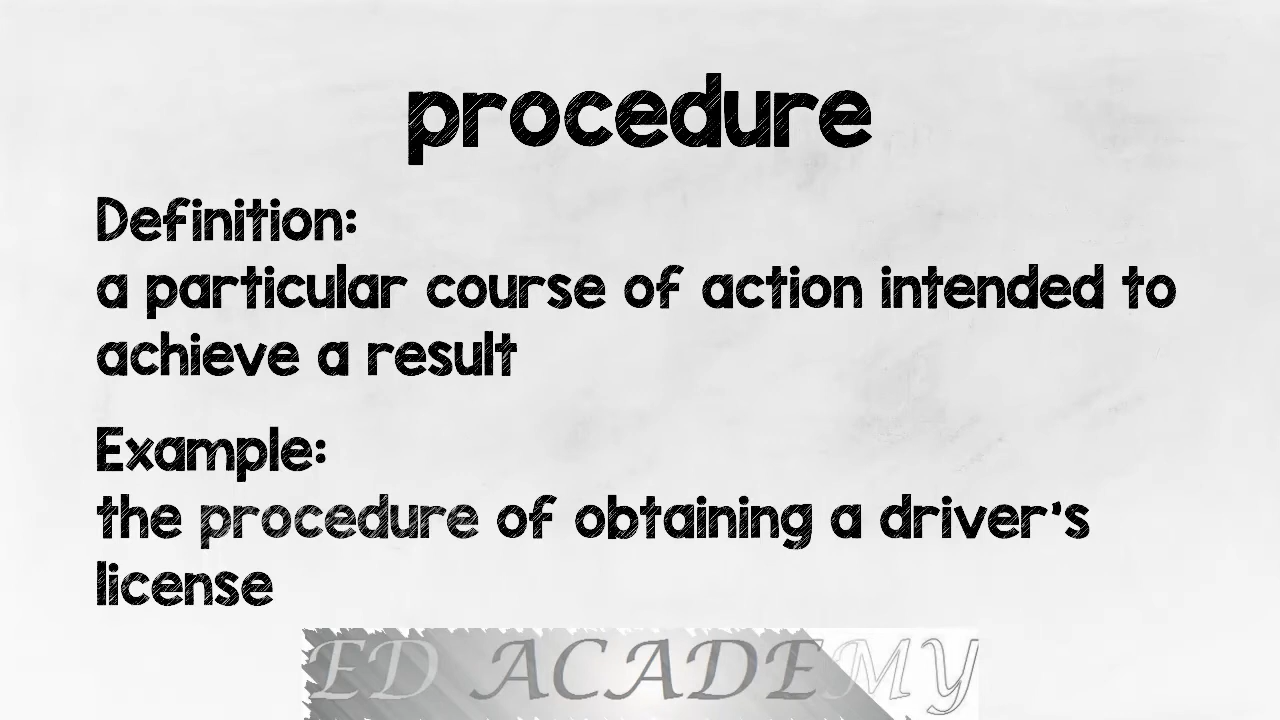 procedure
Definition:
a particular course of action intended to
achieve a result
Example:
the procedure of obtaining a driver's
license
ED ACADEMY